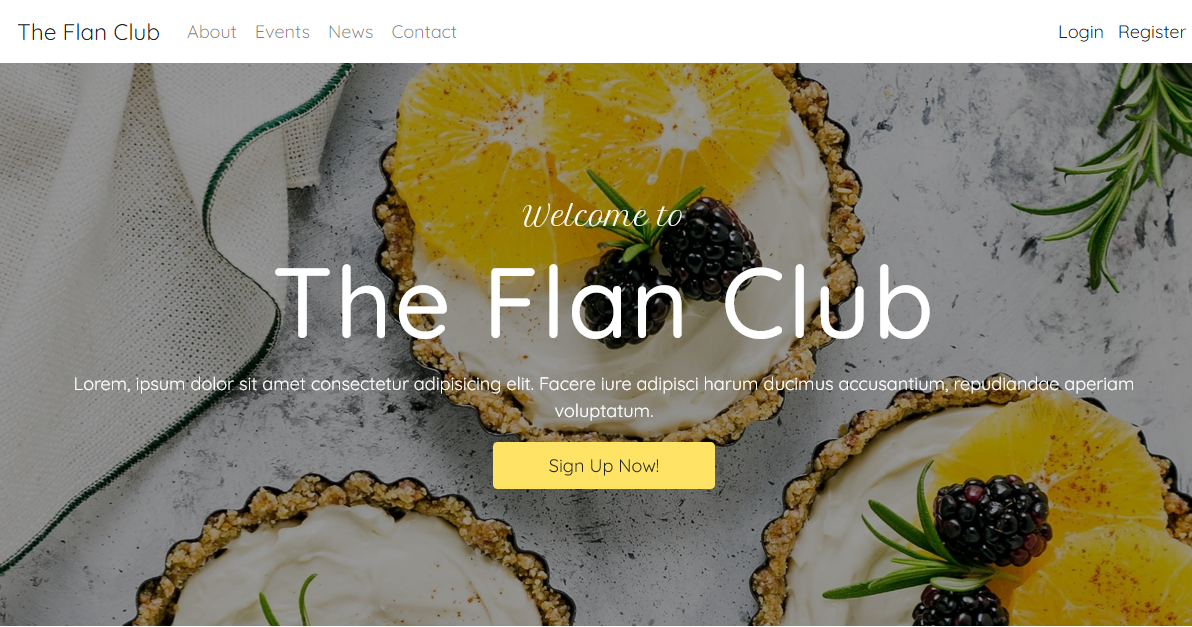 The Flan Club About Events News Contact Login Register
Welcome to
The Flan Club
Lorem, ipsum dolor sit amet consectetur adipisicing elit. Facere iure adipisci harum ducimus accusantium, repudiandae aperiam
voluptatum.
Sign Up Now!